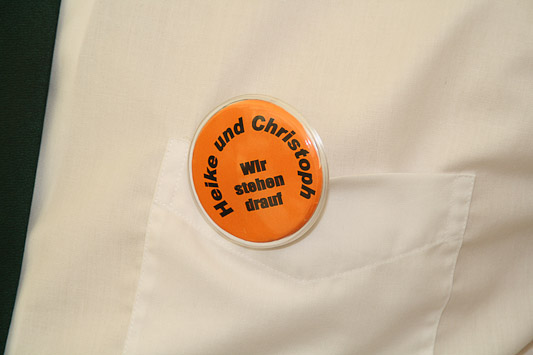 Heike und Christoph
Wir
stehen
drauf